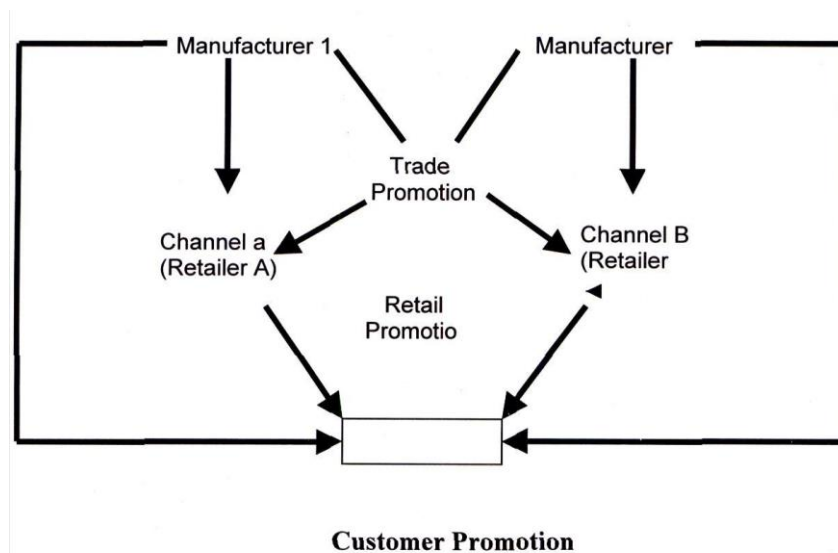 Manufacturer 1
Manufacturer
Trade
Promotion
Channel a
(Retailer A)
Channel B
(Retailer
Retail
Promotio
Customer Promotion